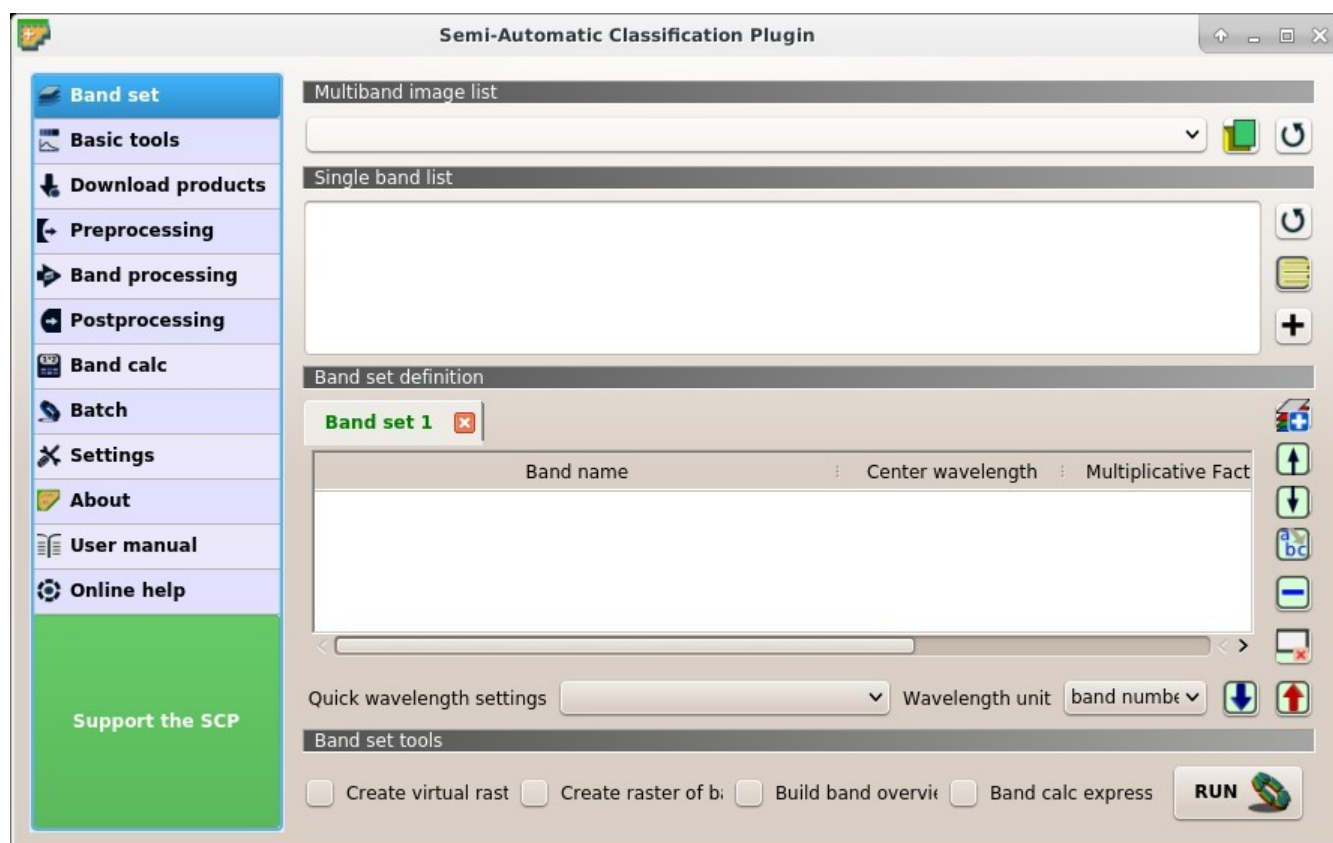 Semi-Automatic Classification Plugin
Band set
Basic tools
Download products
Preprocessing
Band processing
Postprocessing
Band calc
Batch
Settings
About
User manual
Online help
Support the SCP
Multiband image list
Single band list
Band set definition
Band set 1
Band name Center wavelength Multiplicative Fact
Quick wavelength settings Wavelength unit band numbe
Band set tools
Create virtual rast Create raster of ba Build band overvie Band calc express RUN